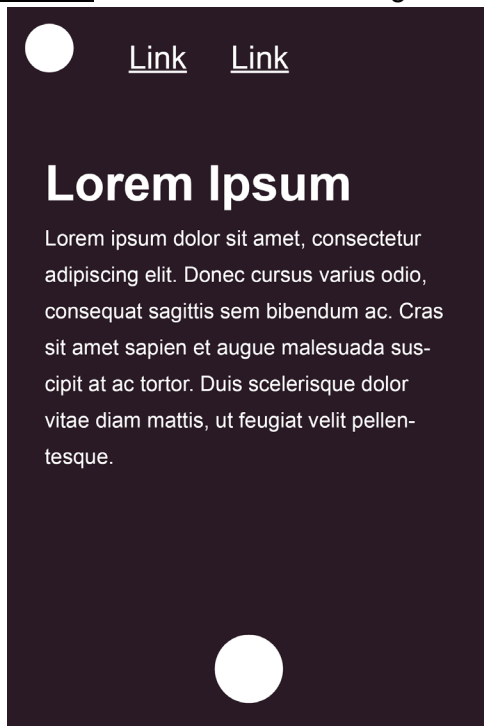 Link Link
Lorem Ipsum
Lorem ipsum dolor sit amet, consectetur
adipiscing elit. Donec cursus varius odio,
consequat sagittis sem bibendum ac. Cras
sit amet sapien et augue malesuada sus-
cipit at ac tortor. Duis scelerisque dolor
vitae diam mattis, ut feugiat velit pellen-
tesque.